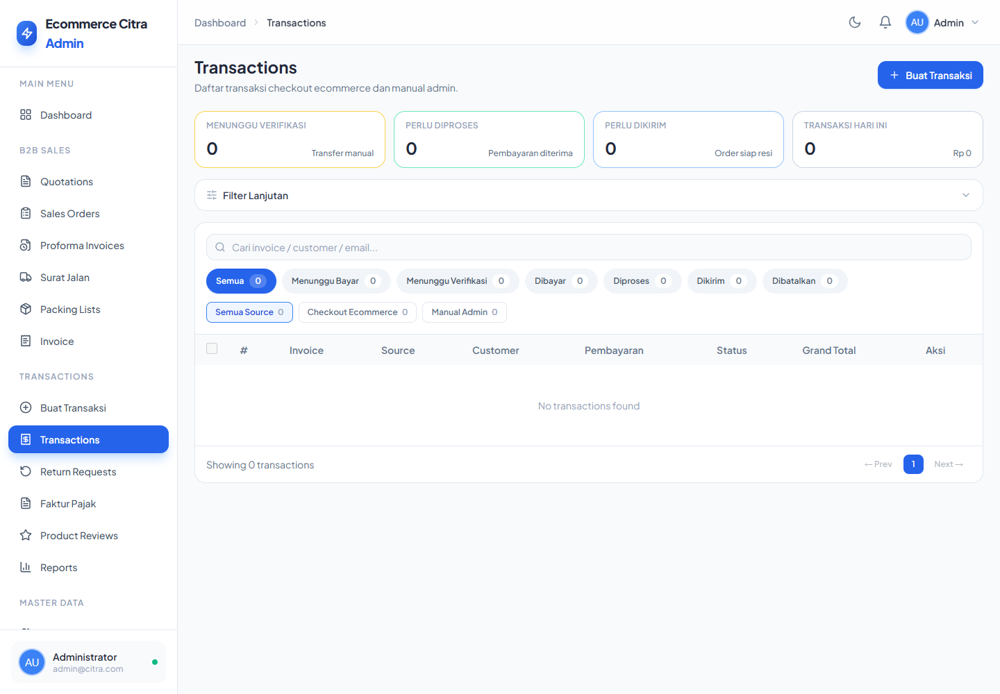 Ecommerce Citra
Admin
MAIN MENU
Dashboard
B2B SALES
Quotations
Sales Orders
Proforma Invoices
Surat Jalan
Packing Lists
Invoice
TRANSACTIONS
Buat Transaksi
Transactions
Return Requests
Faktur Pajak
Product Reviews
Reports
MASTER DATA
AU
Administrator
admin@citra.com
Dashboard > Transactions
AU Admin
Transactions
Daftar transaksi checkout ecommerce dan manual admin.
+ Buat Transaksi
MENUNGGU VERIFIKASI
0 Transfer manual
PERLU DIPROSES
0 Pembayaran diterima
PERLU DIKIRIM
0 Order siap resi
TRANSAKSI HARI INI
0 Rp 0
Filter Lanjutan
Cari invoice / customer / email...
Semua 0 Menunggu Bayar 0 Menunggu Verifikasi 0 Dibayar 0 Diproses 0 Dikirim 0 Dibatalkan 0
Semua Source 0 Checkout Ecommerce 0 Manual Admin 0
# Invoice Source Customer Pembayaran Status Grand Total Aksi
No transactions found
Showing 0 transactions
← Prev 1 Next →